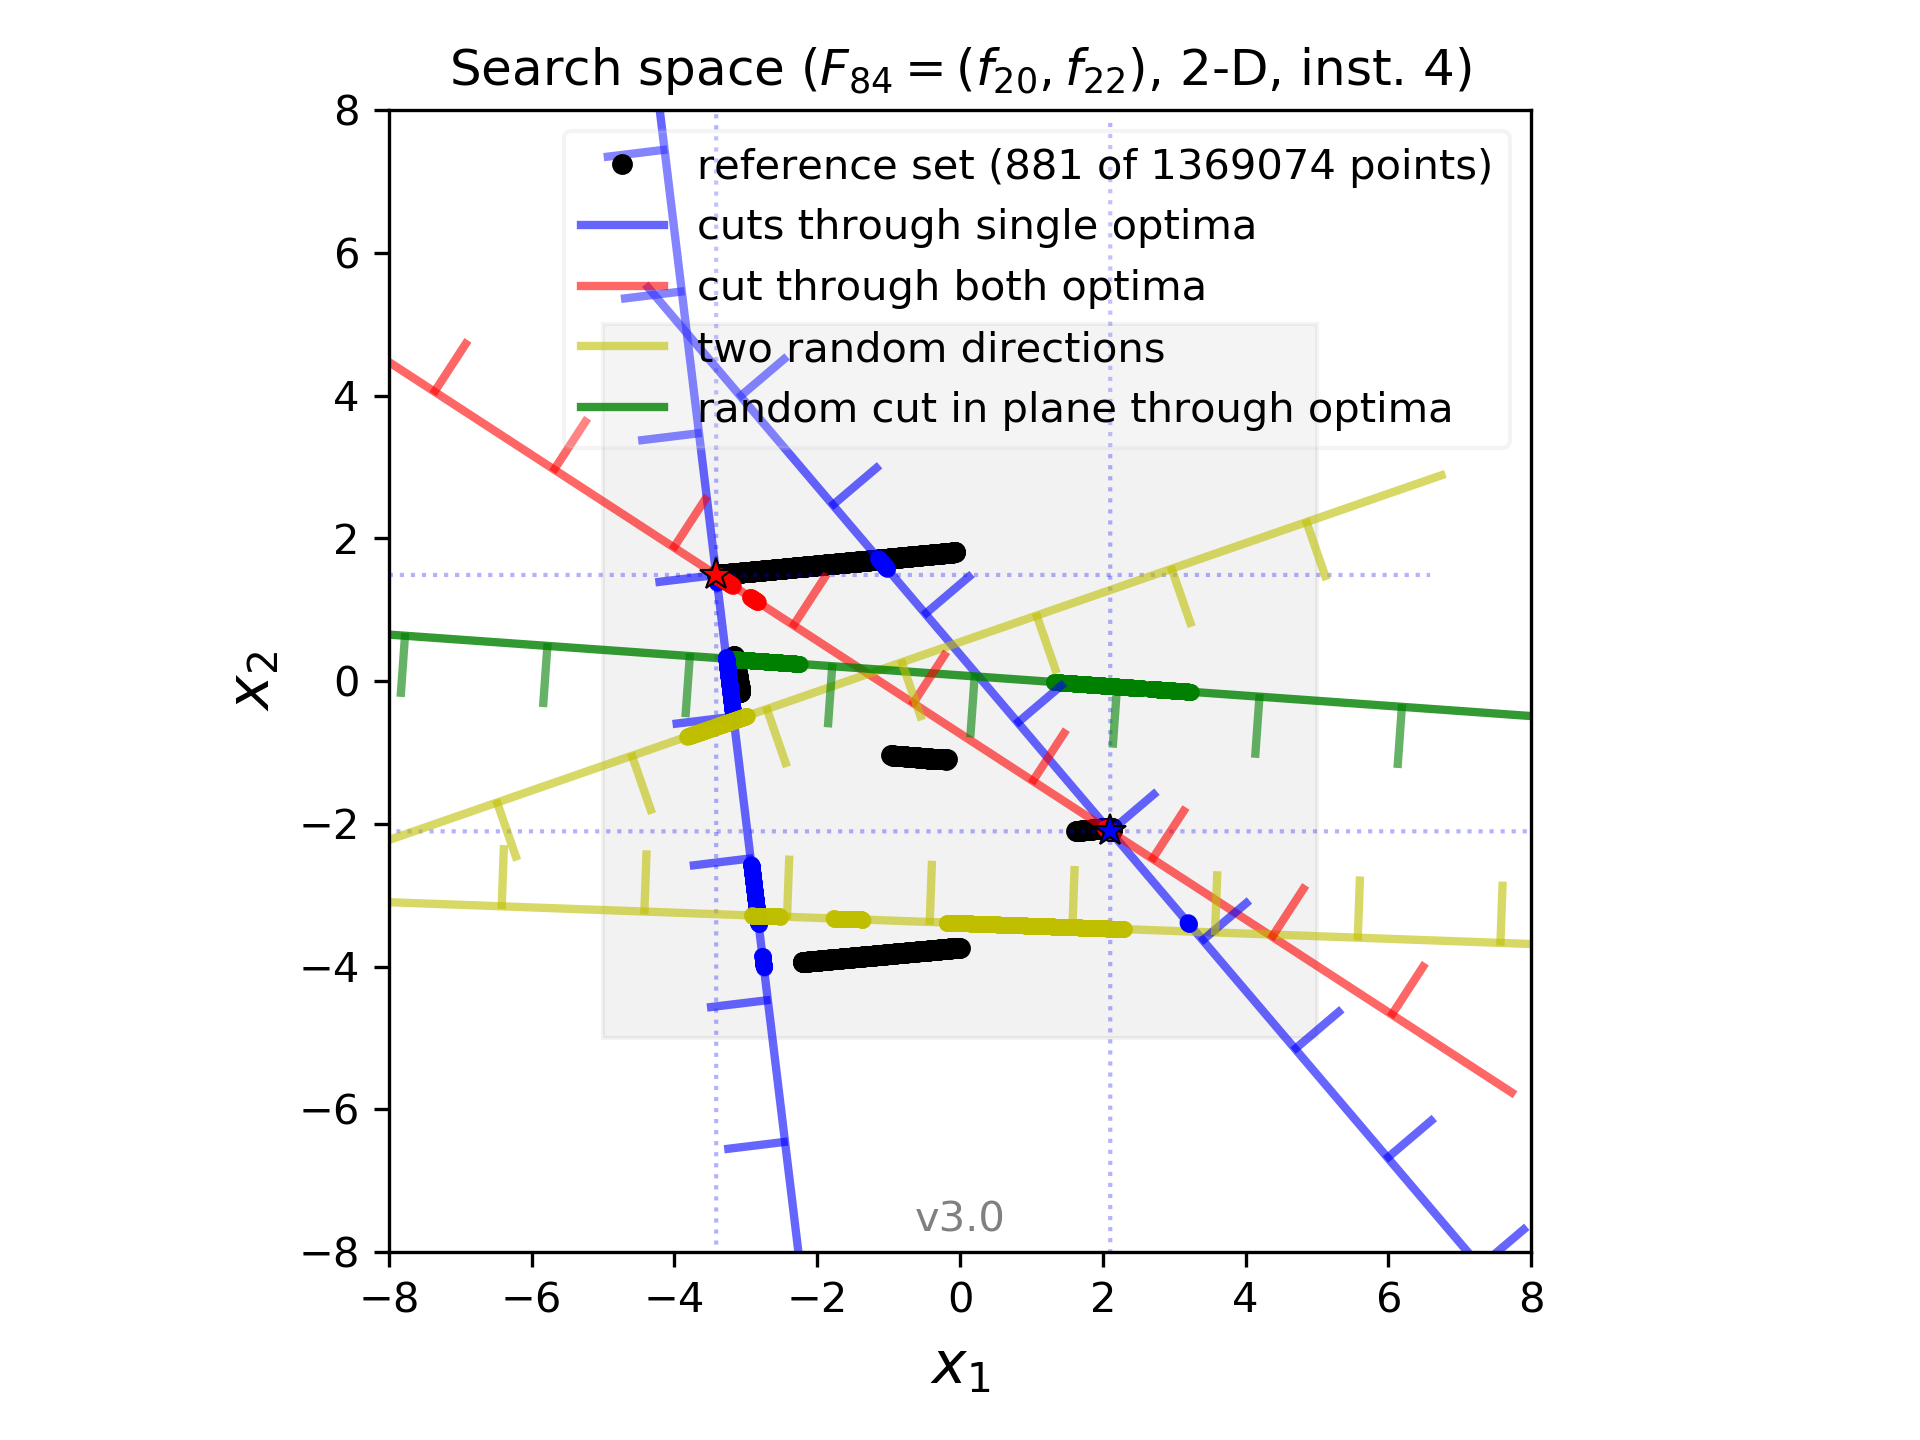 Search space (F84 = (f20, f22), 2-D, inst. 4)
reference set (881 of 1369074 points)
cuts through single optima
cut through both optima
two random directions
random cut in plane through optima
8
6
4
2
0
−2
−4
−6
−8
x2
v3.0
−8 −6 −4 −2 0 2 4 6 8
x1